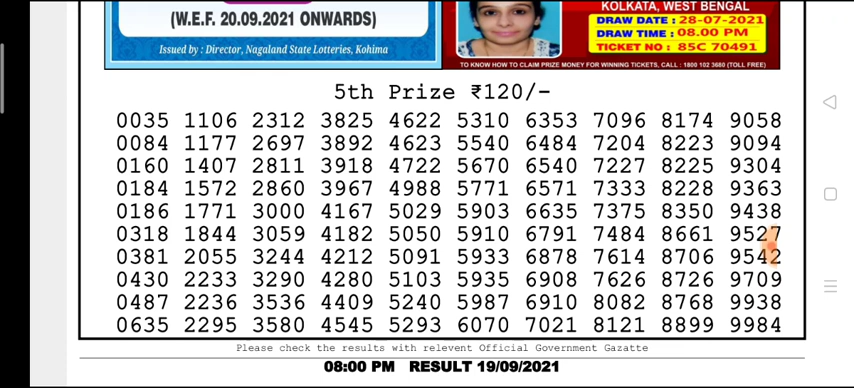 (W.E.F. 20.09.2021 ONWARDS)
Issued by : Director, Nagaland State Lotteries, Kohima
KOLKATA, WEST BENGAL
DRAW DATE : 28-07-2021
DRAW TIME : 08.00 PM
TICKET NO : 85C 70491
TO KNOW HOW TO CLAIM PRIZE MONEY FOR WINNING TICKETS, CALL : 1800 102 3680 (TOLL FREE)
5th Prize ₹120/-
0035 1106 2312 3825 4622 5310 6353 7096 8174 9058
0084 1177 2697 3892 4623 5540 6484 7204 8223 9094
0160 1407 2811 3918 4722 5670 6540 7227 8225 9304
0184 1572 2860 3967 4988 5771 6571 7333 8228 9363
0186 1771 3000 4167 5029 5903 6635 7375 8350 9438
0318 1844 3059 4182 5050 5910 6791 7484 8661 9527
0381 2055 3244 4212 5091 5933 6878 7614 8706 9542
0430 2233 3290 4280 5103 5935 6908 7626 8726 9709
0487 2236 3536 4409 5240 5987 6910 8082 8768 9938
0635 2295 3580 4545 5293 6070 7021 8121 8899 9984
Please check the results with relevent Official Government Gazatte
08:00 PM RESULT 19/09/2021